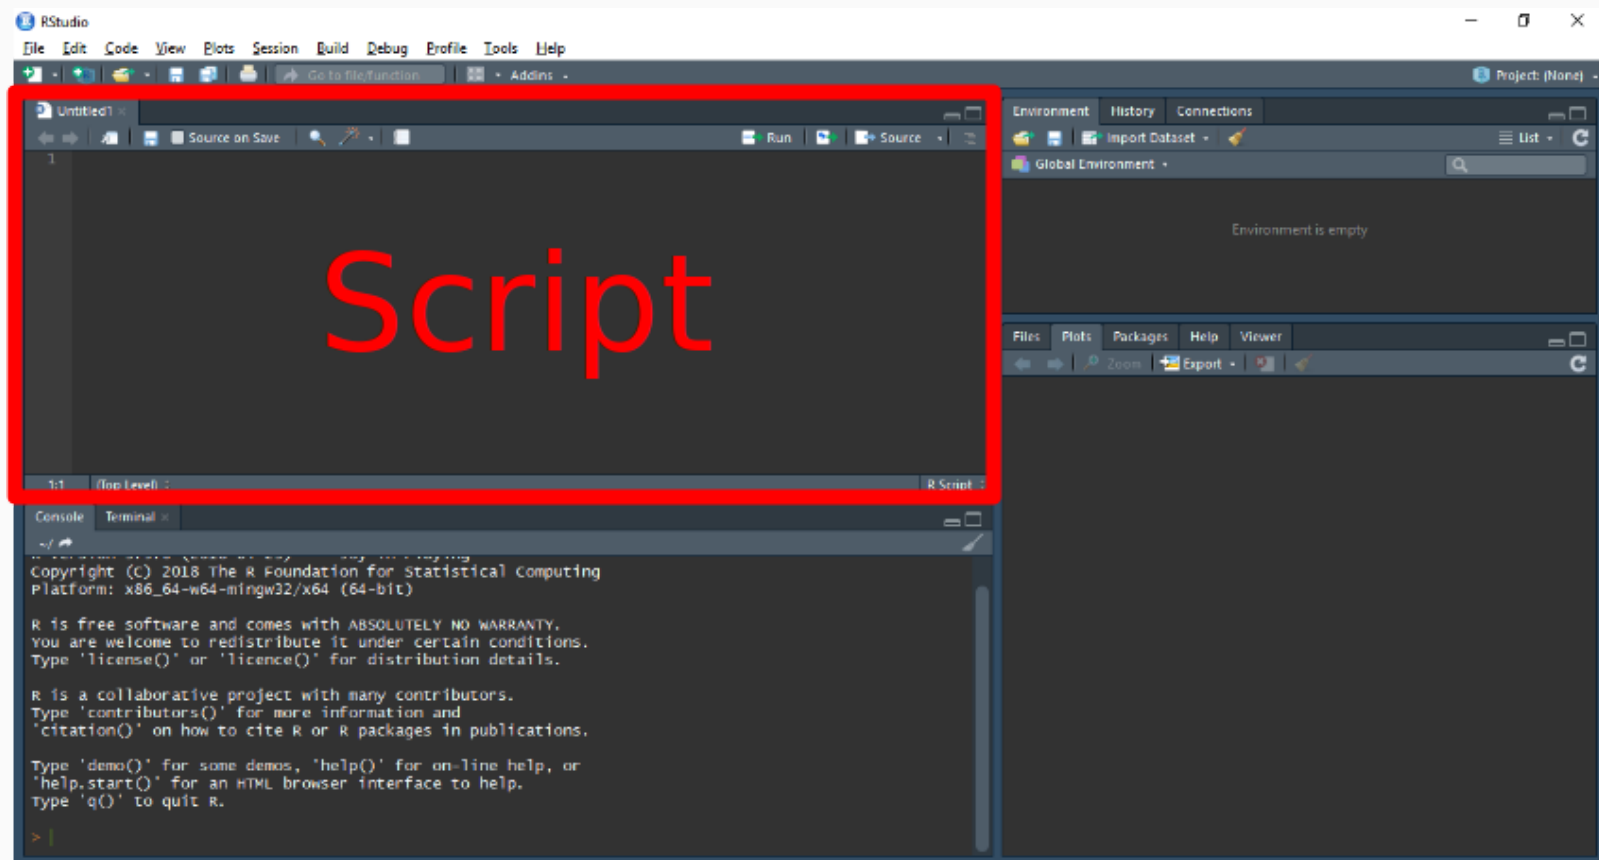 RStudio
File Edit Code View Plots Session Build Debug Profile Tools Help
Go to file/function Addins Project: (None)
Untitled1
Source on Save Run Source
1
Script
1:1 (Top Level) R Script
Console Terminal
~/
Copyright (C) 2018 The R Foundation for Statistical Computing
Platform: x86_64-w64-mingw32/x64 (64-bit)
R is free software and comes with ABSOLUTELY NO WARRANTY.
You are welcome to redistribute it under certain conditions.
Type 'license()' or 'licence()' for distribution details.
R is a collaborative project with many contributors.
Type 'contributors()' for more information and
'citation()' on how to cite R or R packages in publications.
Type 'demo()' for some demos, 'help()' for on-line help, or
'help.start()' for an HTML browser interface to help.
Type 'q()' to quit R.
>
Environment History Connections
Import Dataset List
Global Environment
Environment is empty
Files Plots Packages Help Viewer
Zoom Export